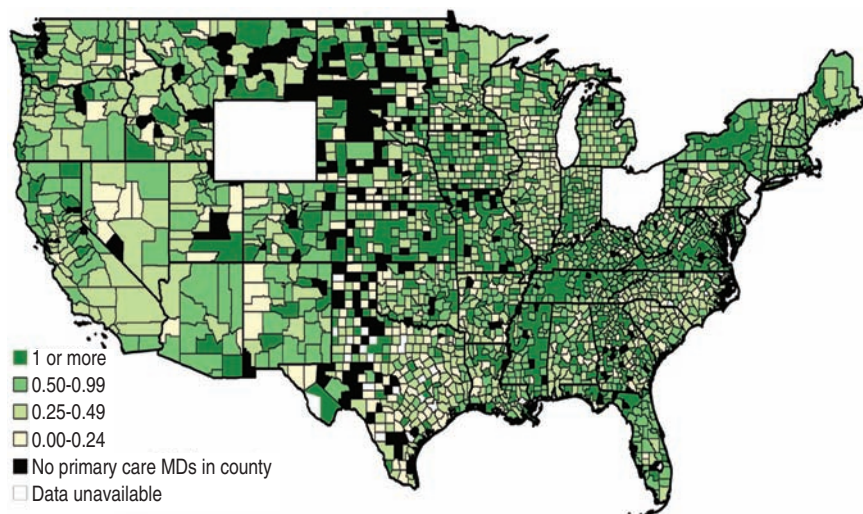 1 or more
0.50-0.99
0.25-0.49
0.00-0.24
No primary care MDs in county
Data unavailable